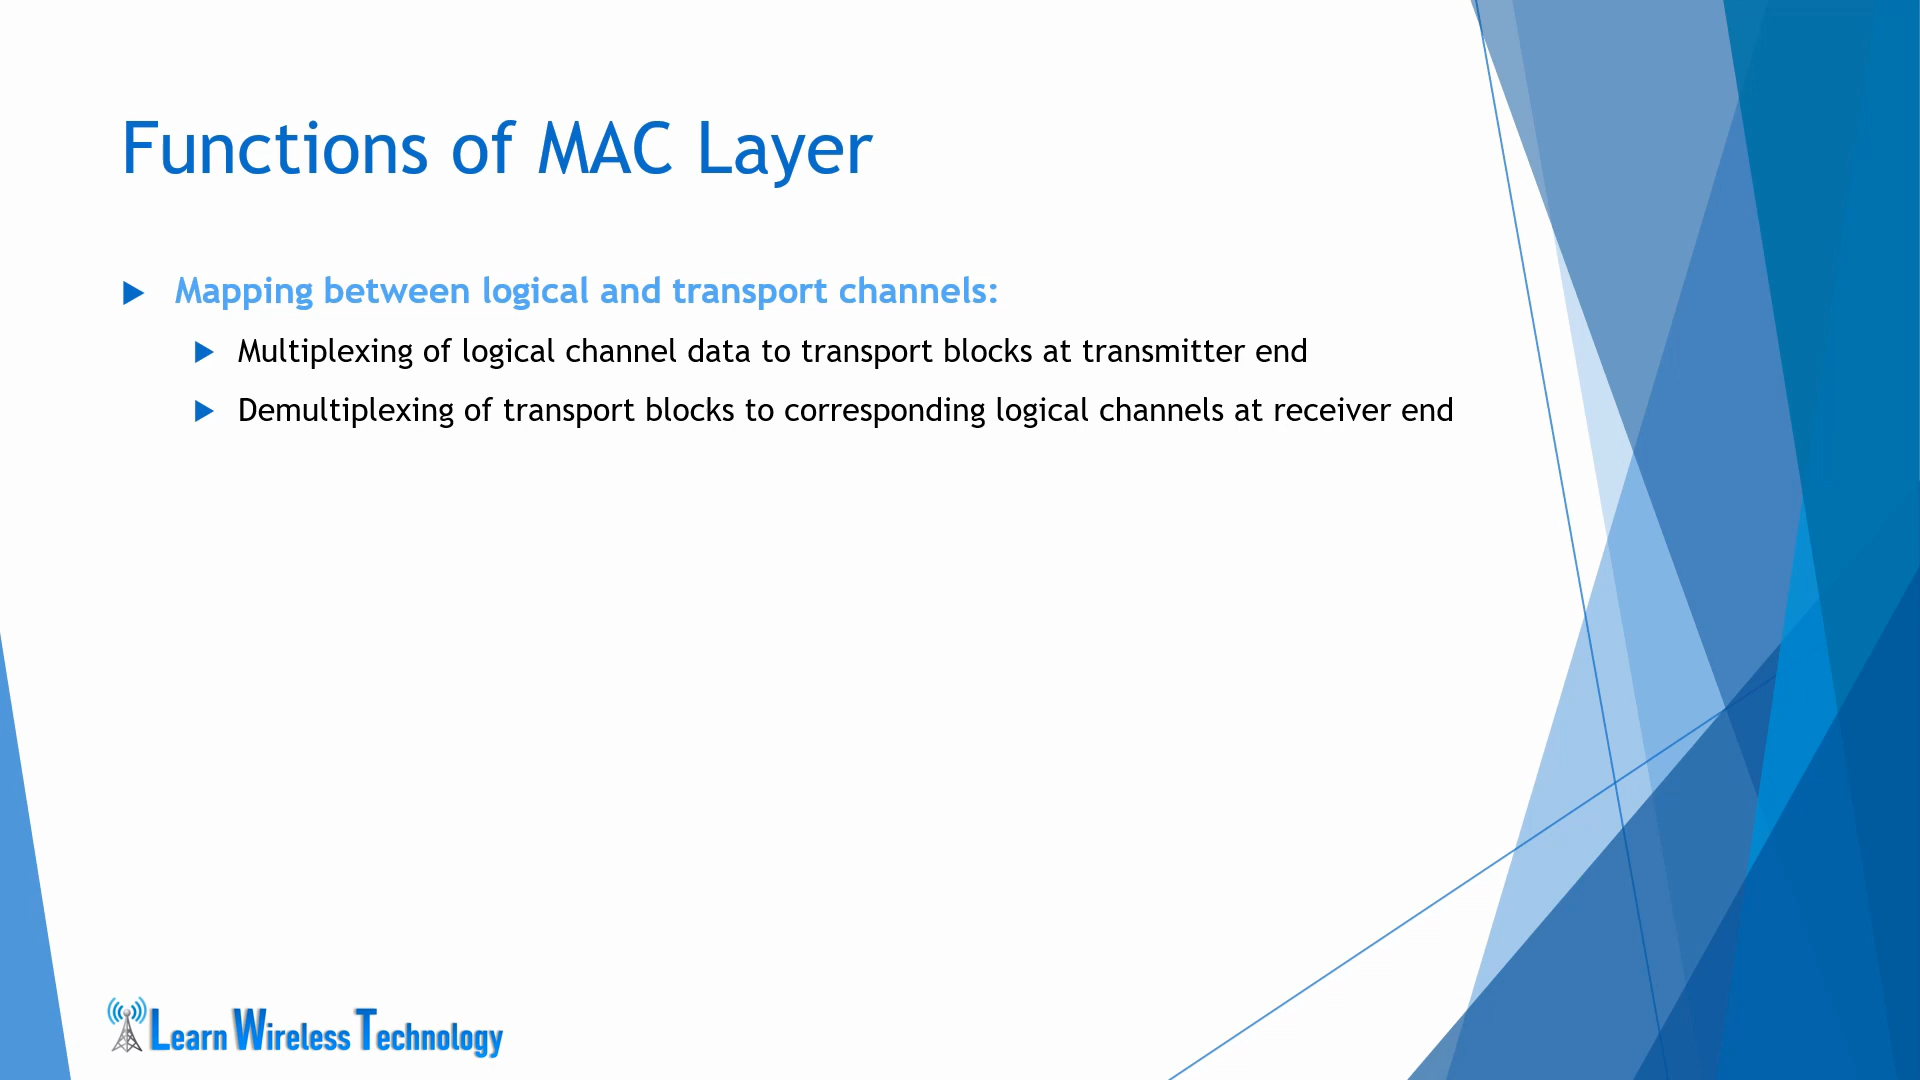 Functions of MAC Layer
Mapping between logical and transport channels:
Multiplexing of logical channel data to transport blocks at transmitter end
Demultiplexing of transport blocks to corresponding logical channels at receiver end
Learn Wireless Technology